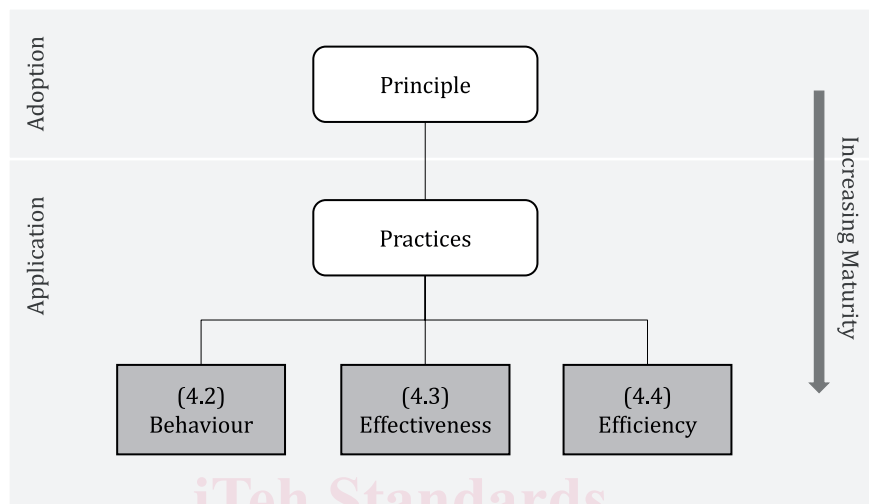 Adoption
Principle
Increasing Maturity
Application
Practices
(4.2)
Behaviour
(4.3)
Effectiveness
(4.4)
Efficiency
iTeh Standards